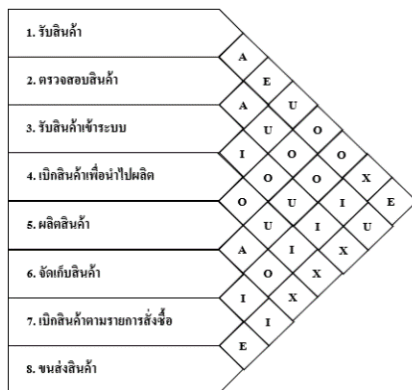 1. รับสินค้า
A
2. ตรวจสอบสินค้า E
A U
3. รับสินค้าเข้าระบบ U O
I O O
4. เบิกสินค้าเพื่อนำไปผลิต O O X
O U I E
5. ผลิตสินค้า U I U
A I X
6. จัดเก็บสินค้า O X
I X
7. เบิกสินค้าตามรายการสั่งซื้อ I
E
8. ขนส่งสินค้า